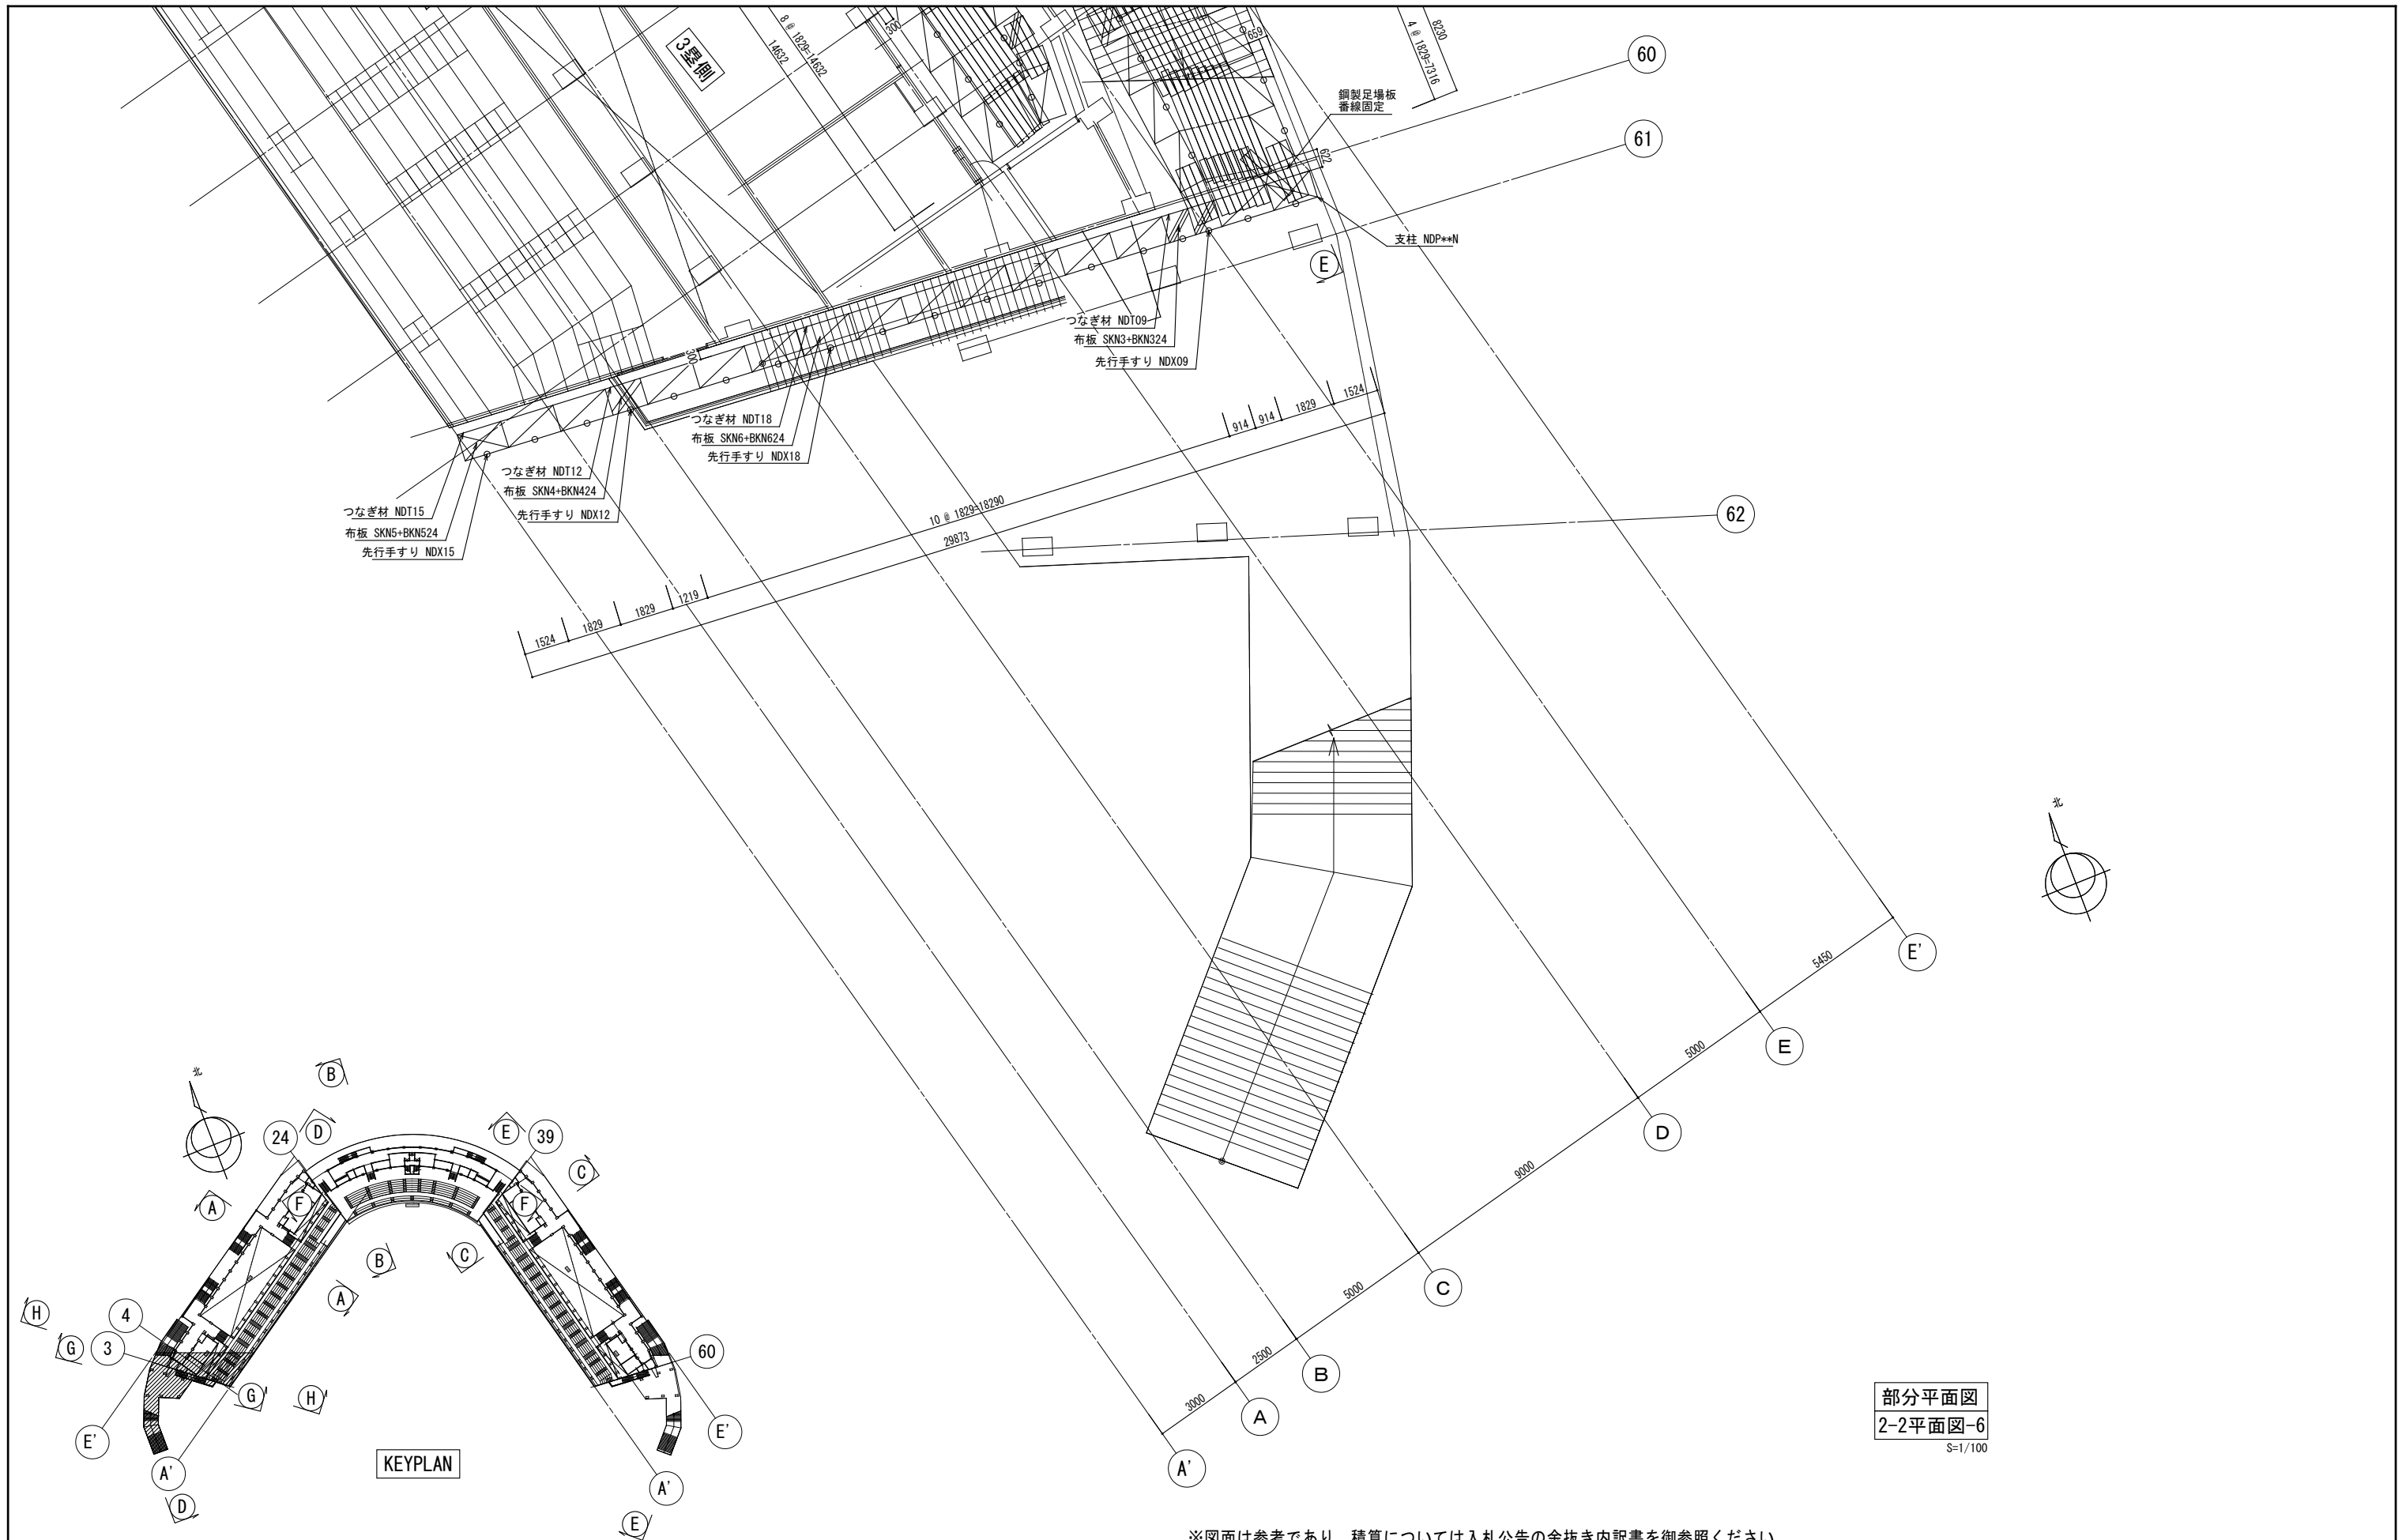 3塁側
14632
8 @ 1829=14632
300
659
4 @ 1829=7316
8230
60
鋼製足場板
番線固定
61
622
支柱 NDP**N
E
つなぎ材 NDT09
布板 SKN3+BKN324
先行手すり NDX09
300
つなぎ材 NDT18
布板 SKN6+BKN624
先行手すり NDX18
つなぎ材 NDT12
布板 SKN4+BKN424
先行手すり NDX12
つなぎ材 NDT15
布板 SKN5+BKN524
先行手すり NDX15
1524
1829
1829
1219
10 @ 1829=18290
914
914
1829
1524
29873
62
北
5450
E'
5000
E
9000
D
5000
C
2500
B
3000
A
A'
北
B
D
24
E
39
C
A
F
F
B
C
A
H
4
G
3
G
H
60
E'
A'
D
E'
A'
E
KEYPLAN
部分平面図
2-2平面図-6
S=1/100
※図面は参考であり、積算については入札公告の金抜き内訳書を御参照ください